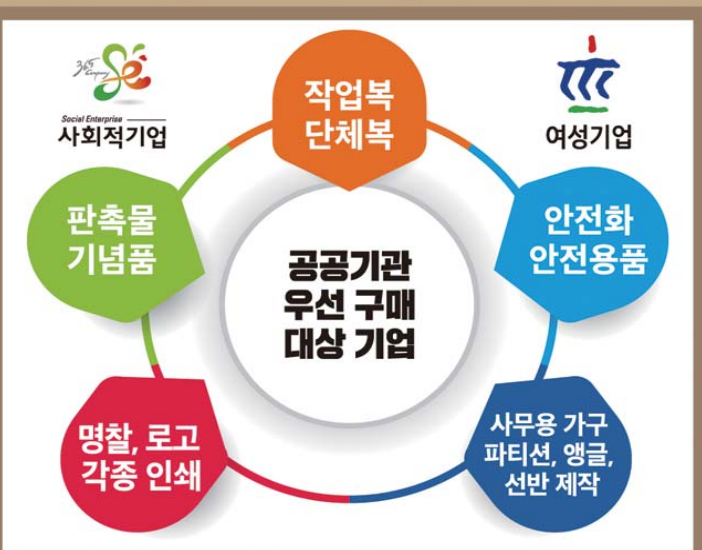 365
Company
Social Enterprise
사회적기업
여성기업
작업복
단체복
판촉물
기념품
안전화
안전용품
공공기관
우선 구매
대상 기업
명찰, 로고
각종 인쇄
사무용 가구
파티션, 앵글,
선반 제작